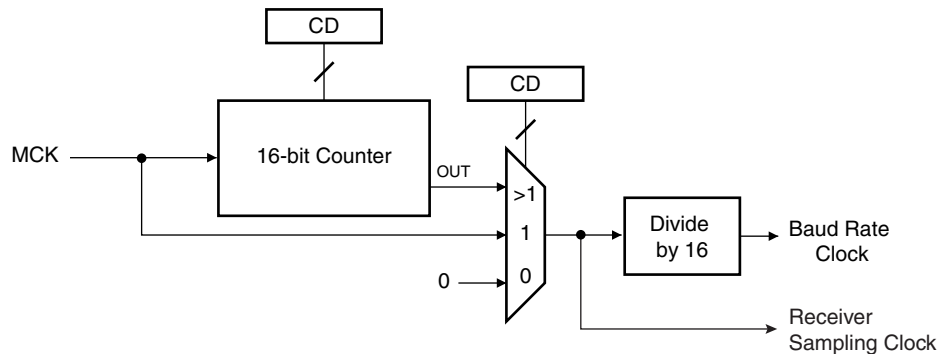 CD
CD
MCK
16-bit Counter
OUT
>1
1
0
0
Divide
by 16
Baud Rate
Clock
Receiver
Sampling Clock